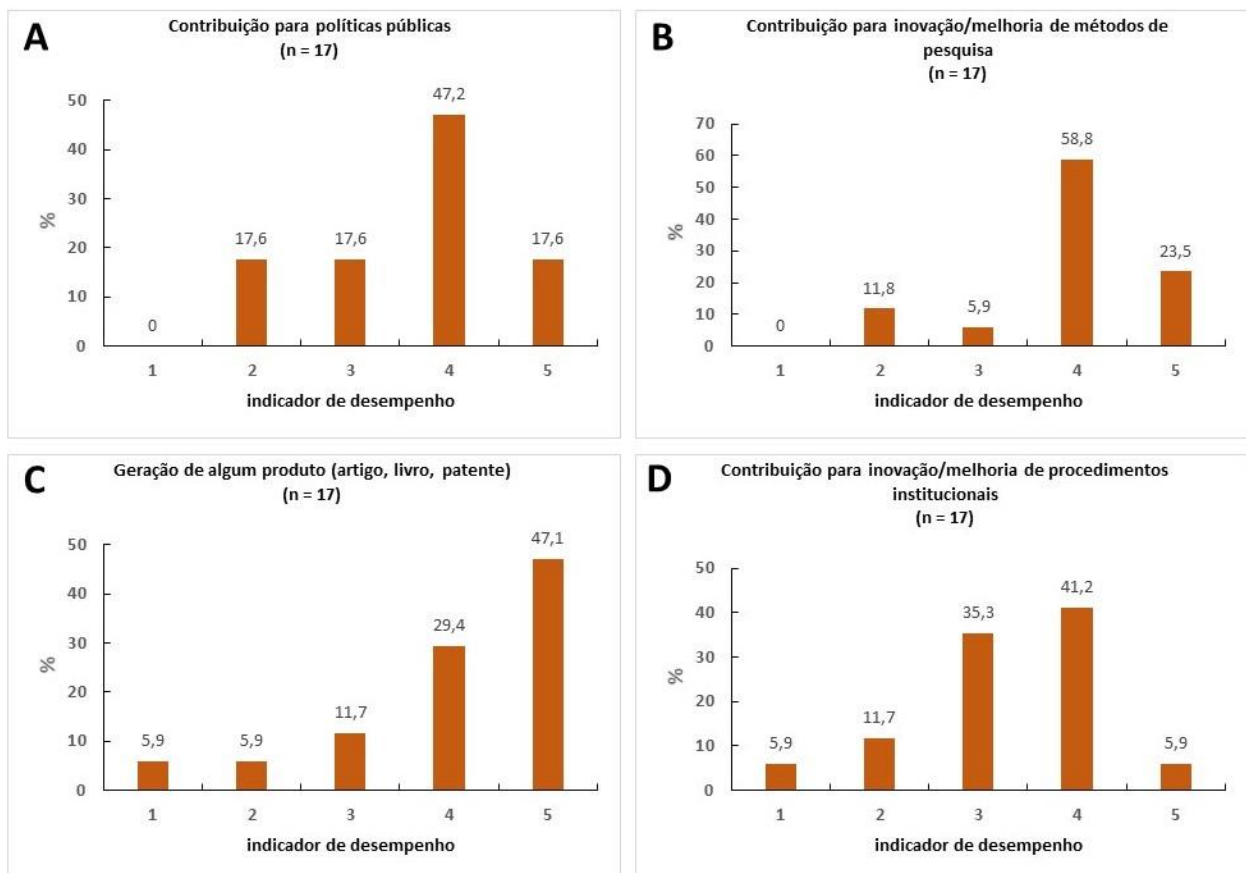 A
Contribuição para políticas públicas
(n = 17)
50
40
30
20
10
0
%
0
17,6
17,6
47,2
17,6
1 2 3 4 5
indicador de desempenho
B
Contribuição para inovação/melhoria de métodos de
pesquisa
(n = 17)
70
60
50
40
30
20
10
0
%
0
11,8
5,9
58,8
23,5
1 2 3 4 5
indicador de desempenho
C
Geração de algum produto (artigo, livro, patente)
(n = 17)
50
40
30
20
10
0
%
5,9
5,9
11,7
29,4
47,1
1 2 3 4 5
indicador de desempenho
D
Contribuição para inovação/melhoria de procedimentos
institucionais
(n = 17)
50
40
30
20
10
0
%
5,9
11,7
35,3
41,2
5,9
1 2 3 4 5
indicador de desempenho